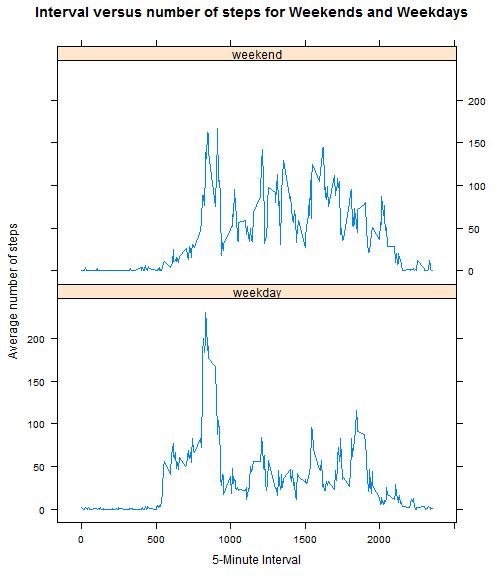 Interval versus number of steps for Weekends and Weekdays
weekend
200
150
100
50
0
Average number of steps
weekday
200
150
100
50
0
0 500 1000 1500 2000
5-Minute Interval